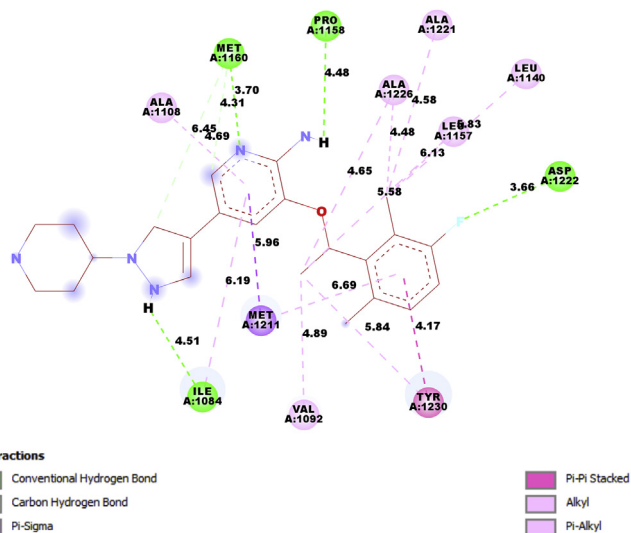 PRO
A:1158
ALA
A:1221
MET
A:1160
LEU
A:1140
ALA
A:1226
ALA
A:1108
LEU
A:1157
4.48
3.70
4.31
4.58
5.83
6.45
4.69
4.48
6.13
N
H
N
4.65
ASP
A:1222
3.66
5.58
O
F
5.96
N
N
6.19
6.69
N
H
MET
A:1211
4.51
4.89
5.84
4.17
ILE
A:1084
VAL
A:1092
TYR
A:1230
ractions
Conventional Hydrogen Bond
Pi-Pi Stacked
Carbon Hydrogen Bond
Alkyl
Pi-Sigma
Pi-Alkyl